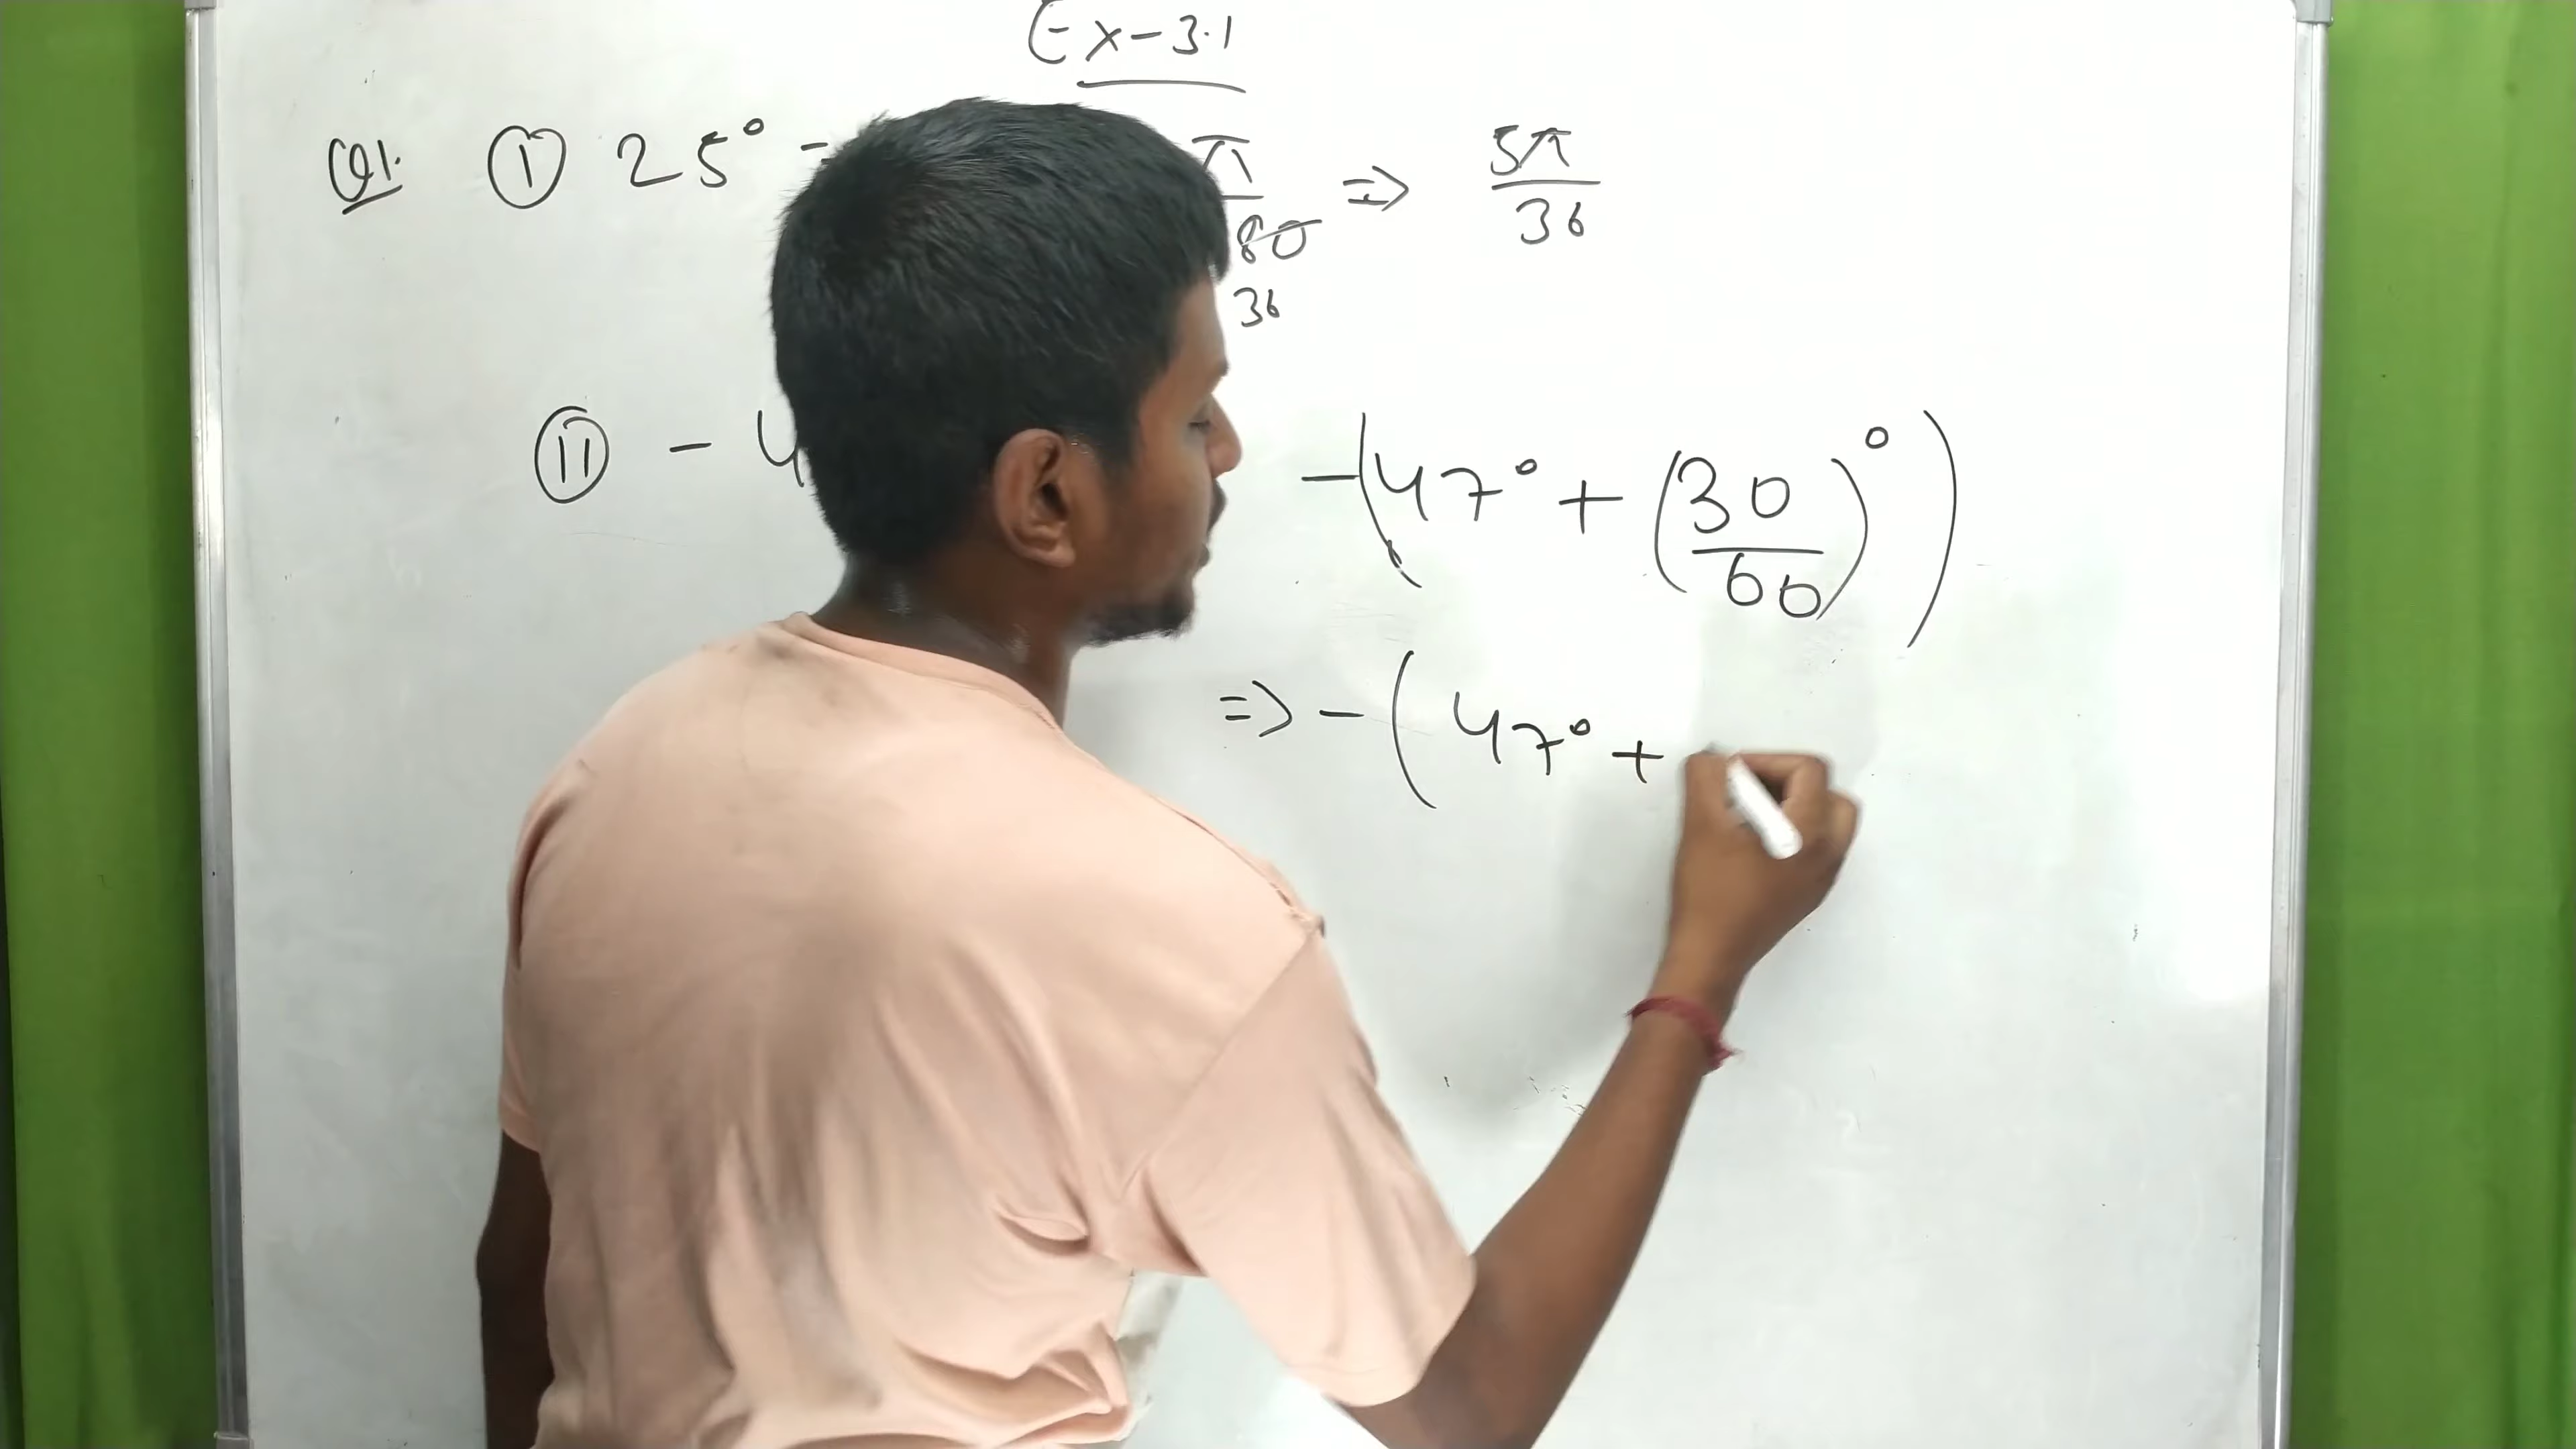 Ex-3.1
Q1. (i) 25° = π/80 => 5π/36
36
(ii) - 4 -(47° + (30/60)°)
=> - (47° +